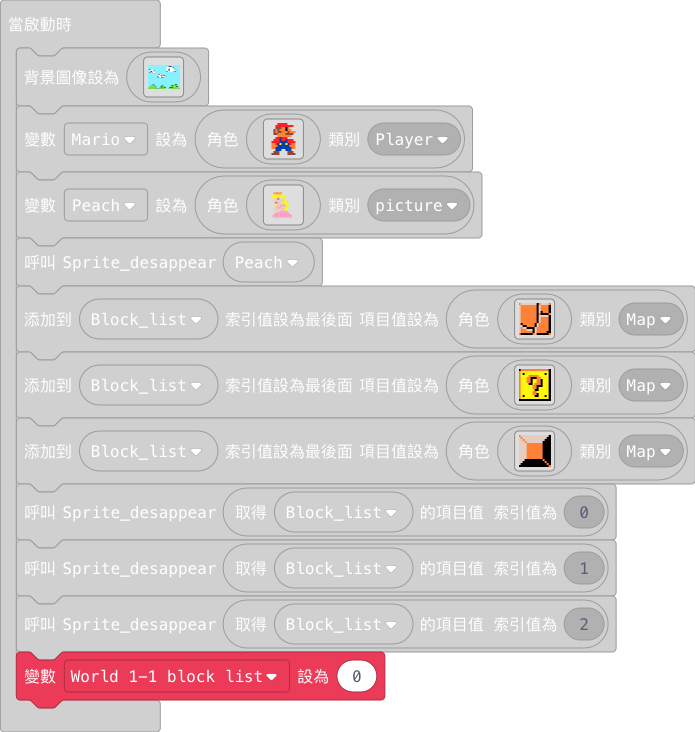 當啟動時
背景圖像設為
變數 Mario 設為 角色 類別 Player
變數 Peach 設為 角色 類別 picture
呼叫 Sprite_desappear Peach
添加到 Block_list 索引值設為最後面 項目值設為 角色 類別 Map
添加到 Block_list 索引值設為最後面 項目值設為 角色 ? 類別 Map
添加到 Block_list 索引值設為最後面 項目值設為 角色 類別 Map
呼叫 Sprite_desappear 取得 Block_list 的項目值 索引值為 0
呼叫 Sprite_desappear 取得 Block_list 的項目值 索引值為 1
呼叫 Sprite_desappear 取得 Block_list 的項目值 索引值為 2
變數 World 1-1 block list 設為 0